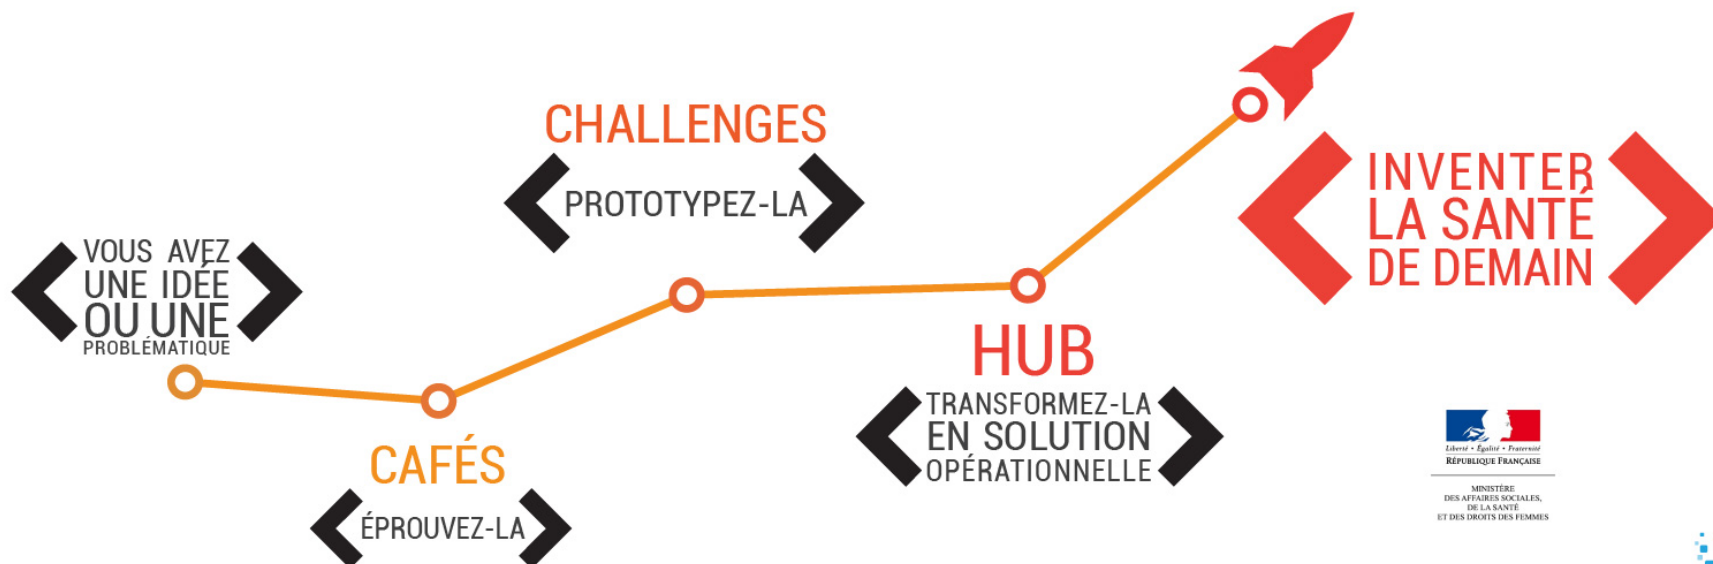 VOUS AVEZ
UNE IDÉE
OU UNE
PROBLÉMATIQUE
CAFÉS
ÉPROUVEZ-LA
CHALLENGES
PROTOTYPEZ-LA
HUB
TRANSFORMEZ-LA
EN SOLUTION
OPÉRATIONNELLE
INVENTER
LA SANTÉ
DE DEMAIN
Liberté • Égalité • Fraternité
RÉPUBLIQUE FRANÇAISE
MINISTÈRE
DES AFFAIRES SOCIALES,
DE LA SANTÉ
ET DES DROITS DES FEMMES